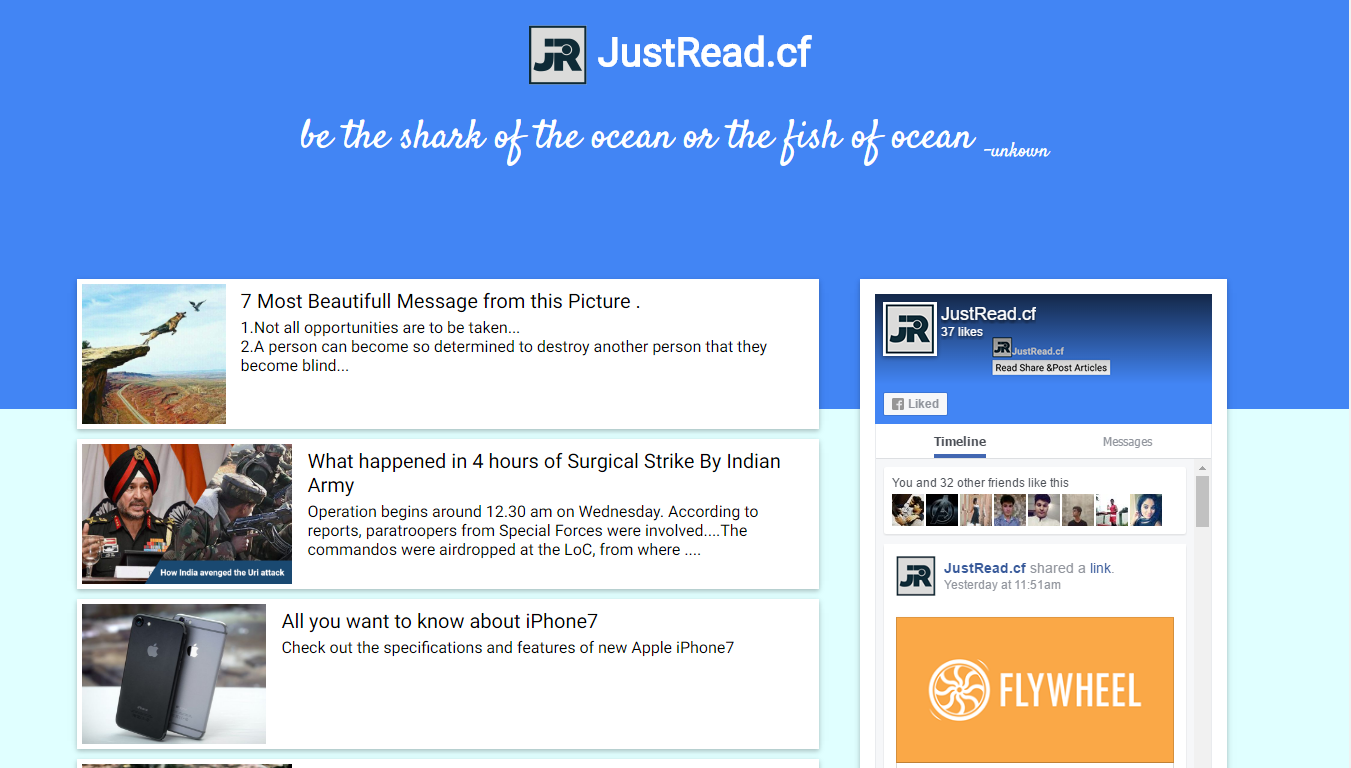 JR JustRead.cf
be the shark of the ocean or the fish of ocean -unkown
7 Most Beautifull Message from this Picture .
1.Not all opportunities are to be taken...
2.A person can become so determined to destroy another person that they
become blind...
What happened in 4 hours of Surgical Strike By Indian
Army
Operation begins around 12.30 am on Wednesday. According to
reports, paratroopers from Special Forces were involved....The
commandos were airdropped at the LoC, from where ....
How India avenged the Uri attack
All you want to know about iPhone7
Check out the specifications and features of new Apple iPhone7
JR JustRead.cf
37 likes
JR JustRead.cf
Read Share &Post Articles
Liked
Timeline Messages
You and 32 other friends like this
JR JustRead.cf shared a link.
Yesterday at 11:51am
FLYWHEEL